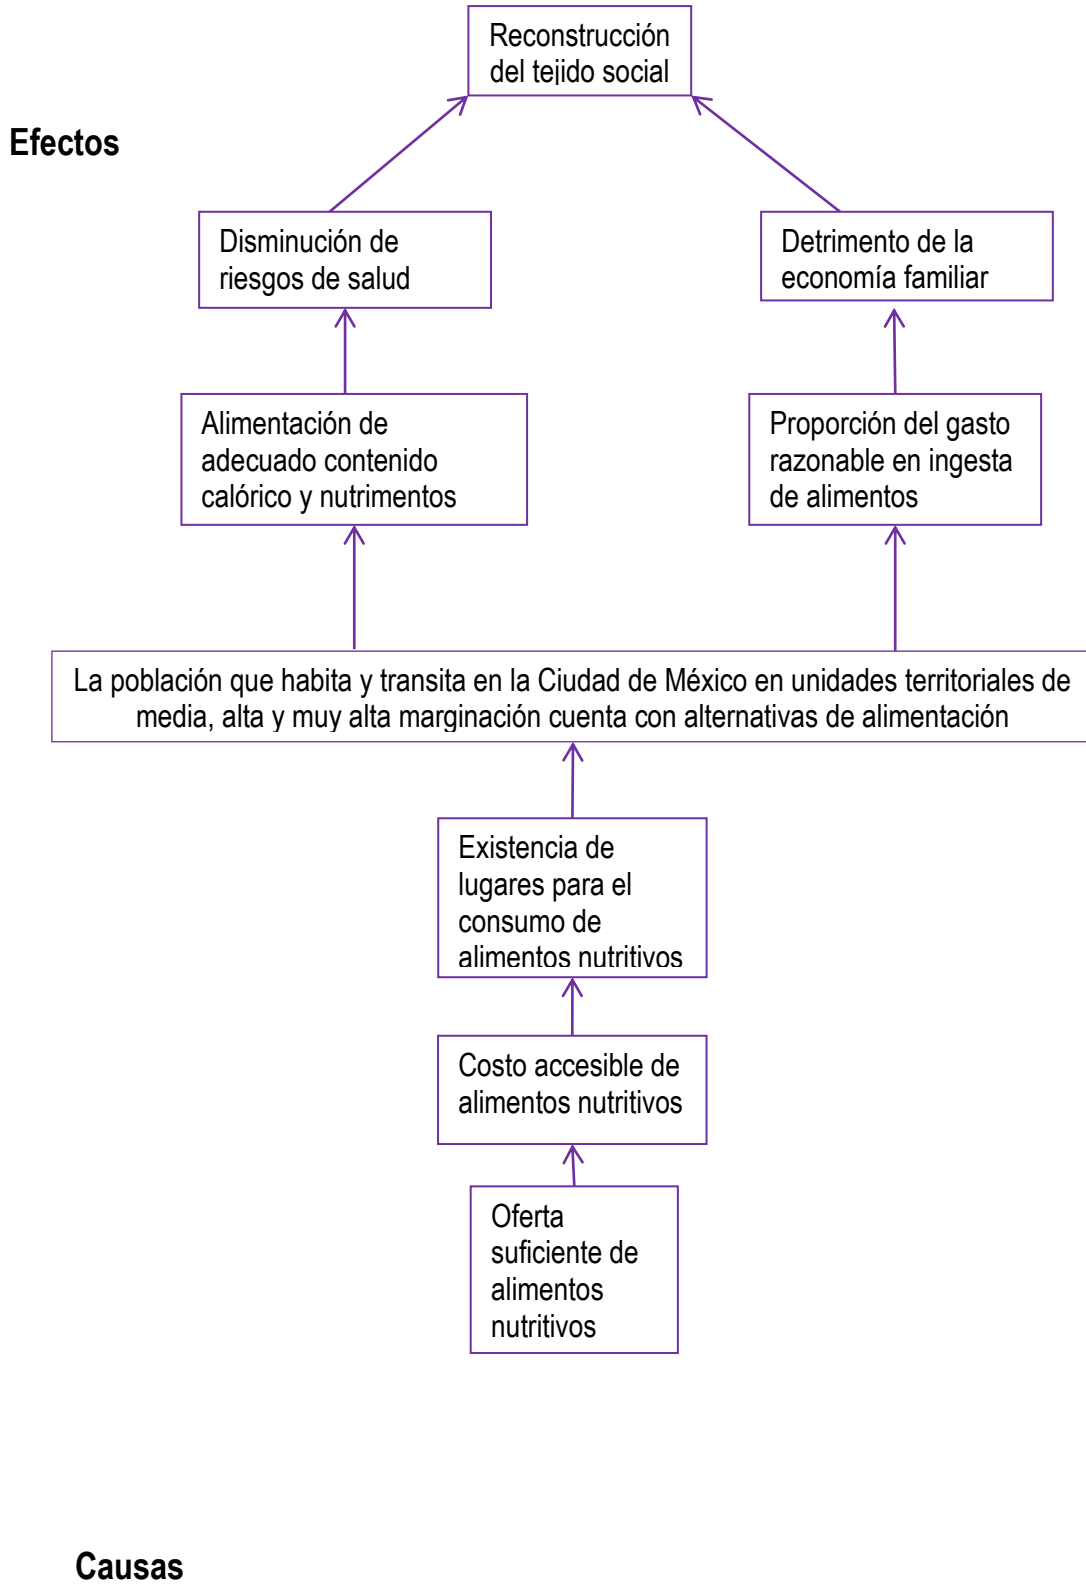 Reconstrucción
del tejido social
Efectos
Disminución de
riesgos de salud
Detrimento de la
economía familiar
Alimentación de
adecuado contenido
calórico y nutrimentos
Proporción del gasto
razonable en ingesta
de alimentos
La población que habita y transita en la Ciudad de México en unidades territoriales de
media, alta y muy alta marginación cuenta con alternativas de alimentación
Existencia de
lugares para el
consumo de
alimentos nutritivos
Costo accesible de
alimentos nutritivos
Oferta
suficiente de
alimentos
nutritivos
Causas